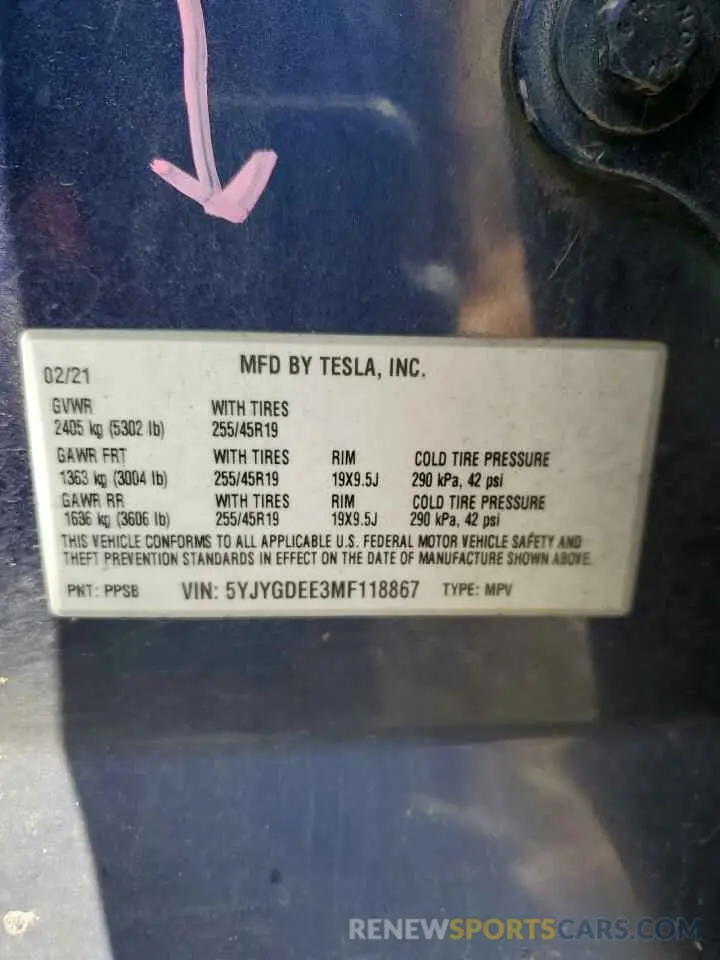 MFD BY TESLA, INC.
02/21
GVWR WITH TIRES
2405 kg (5302 lb) 255/45R19
GAWR FRT WITH TIRES RIM COLD TIRE PRESSURE
1363 kg (3004 lb) 255/45R19 19X9.5J 290 kPa, 42 psi
GAWR RR WITH TIRES RIM COLD TIRE PRESSURE
1636 kg (3606 lb) 255/45R19 19X9.5J 290 kPa, 42 psi
THIS VEHICLE CONFORMS TO ALL APPLICABLE U.S. FEDERAL MOTOR VEHICLE SAFETY AND
THEFT PREVENTION STANDARDS IN EFFECT ON THE DATE OF MANUFACTURE SHOWN ABOVE.
PNT: PPSB VIN: 5YJYGDEE3MF118867 TYPE: MPV
RENEWSPORTSCARS.COM